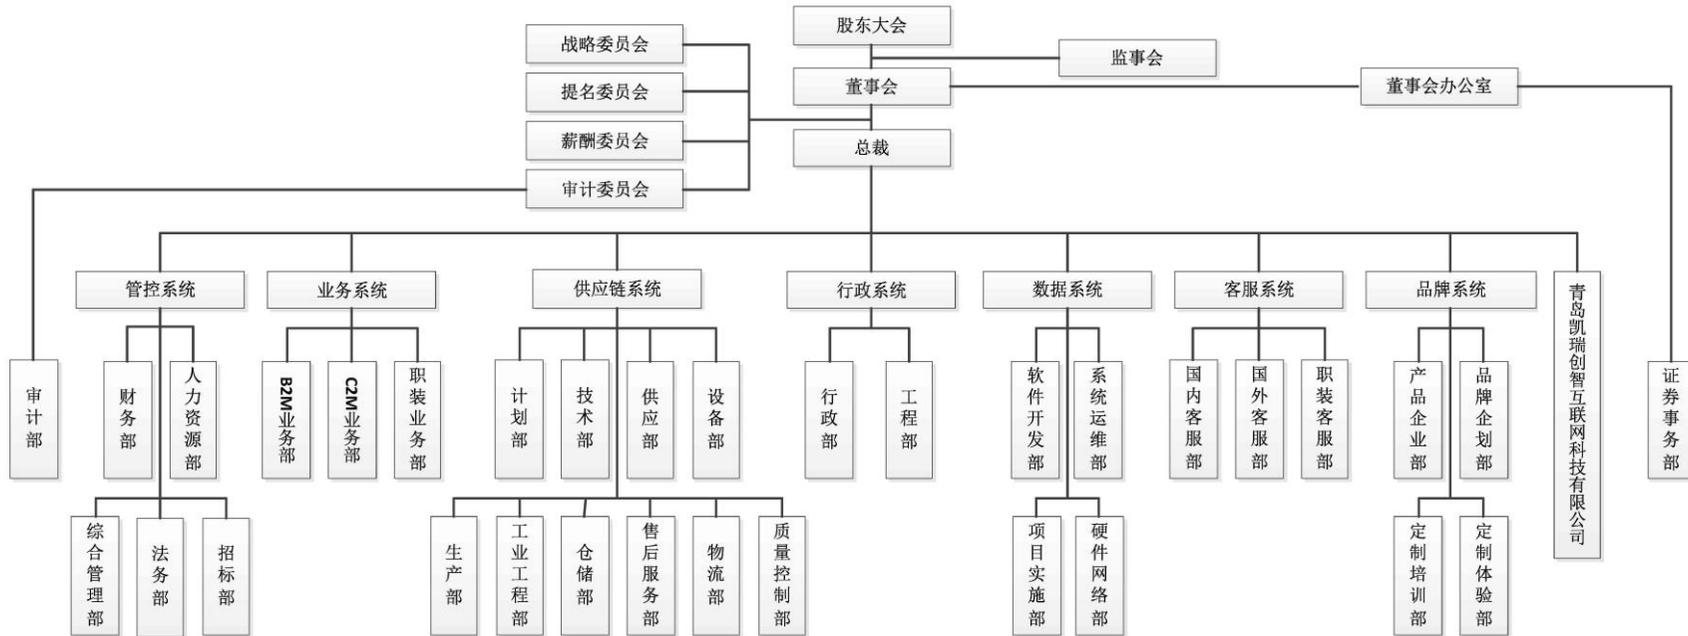 股东大会
战略委员会
监事会
提名委员会
董事会
董事会办公室
薪酬委员会
总裁
审计委员会
管控系统
业务系统
供应链系统
行政系统
数据系统
客服系统
品牌系统
青岛凯瑞创智互联网科技有限公司
审计部
财务部
人力资源部
B2M业务部
C2M业务部
职装业务部
计划部
技术部
供应部
设备部
行政部
工程部
软件开发部
系统运维部
国内客服部
国外客服部
职装客服部
产品企业部
品牌企划部
证券事务部
综合管理部
法务部
招标部
生产部
工业工程部
仓储部
售后服务部
物流部
质量控制部
项目实施部
硬件网络部
定制培训部
定制体验部